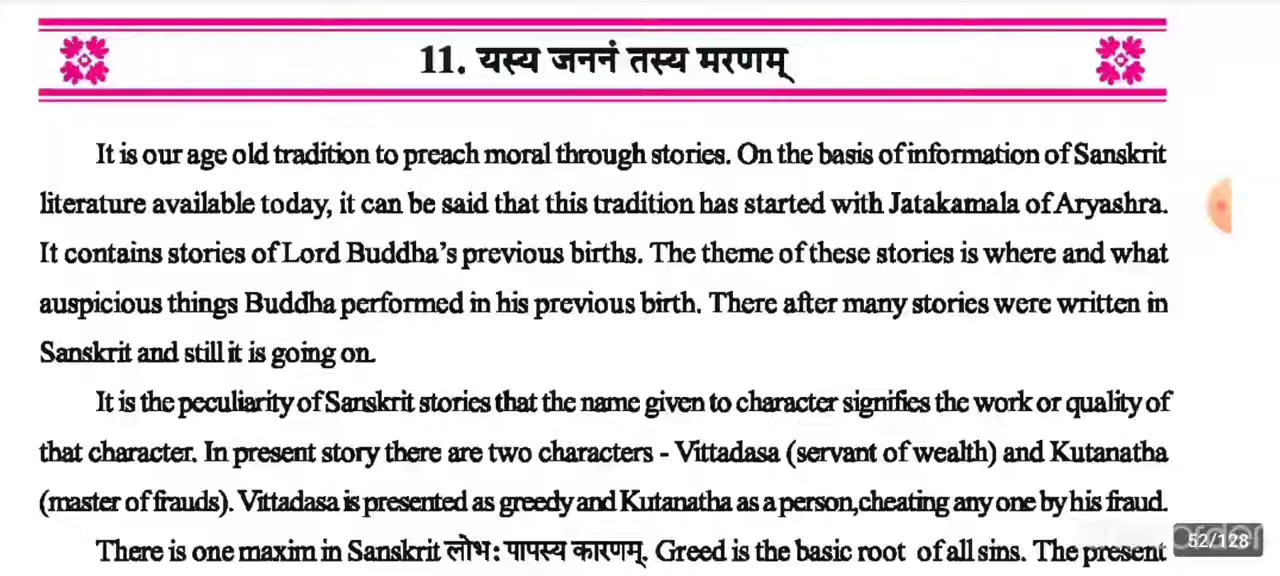 11. यस्य जननं तस्य मरणम्
It is our age old tradition to preach moral through stories. On the basis of information of Sanskrit
literature available today, it can be said that this tradition has started with Jatakamala of Aryashra.
It contains stories of Lord Buddha's previous births. The theme of these stories is where and what
auspicious things Buddha performed in his previous birth. There after many stories were written in
Sanskrit and still it is going on.
It is the peculiarity of Sanskrit stories that the name given to character signifies the work or quality of
that character. In present story there are two characters - Vittadasa (servant of wealth) and Kutanatha
(master of frauds). Vittadasa is presented as greedy and Kutanatha as a person,cheating any one by his fraud.
There is one maxim in Sanskrit लोभः पापस्य कारणम्. Greed is the basic root of all sins. The present
52/128